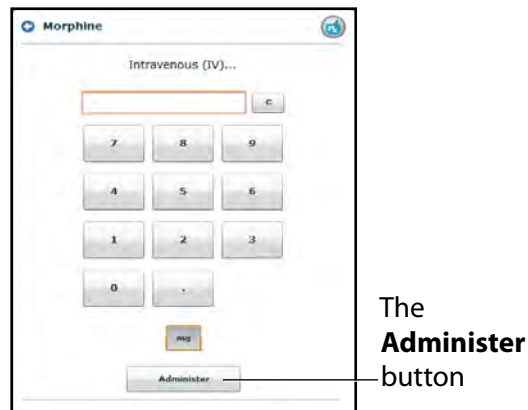 Morphine
Intravenous (IV)...
c
7 8 9
4 5 6
1 2 3
0 .
mg
Administer
The
Administer
button